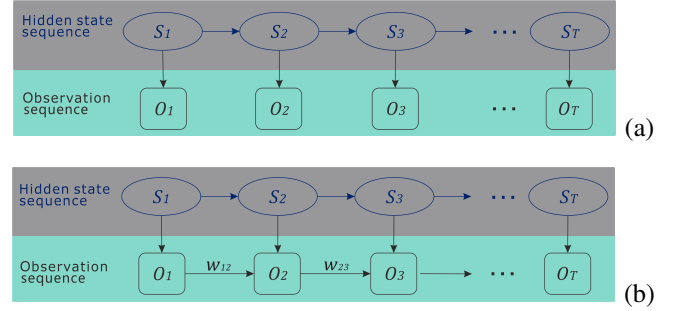 Hidden state
sequence
S1 S2 S3 ... ST
Observation
sequence
O1 O2 O3 ... OT
(a)
Hidden state
sequence
S1 S2 S3 ... ST
Observation
sequence
O1 w12 O2 w23 O3 ... OT
(b)